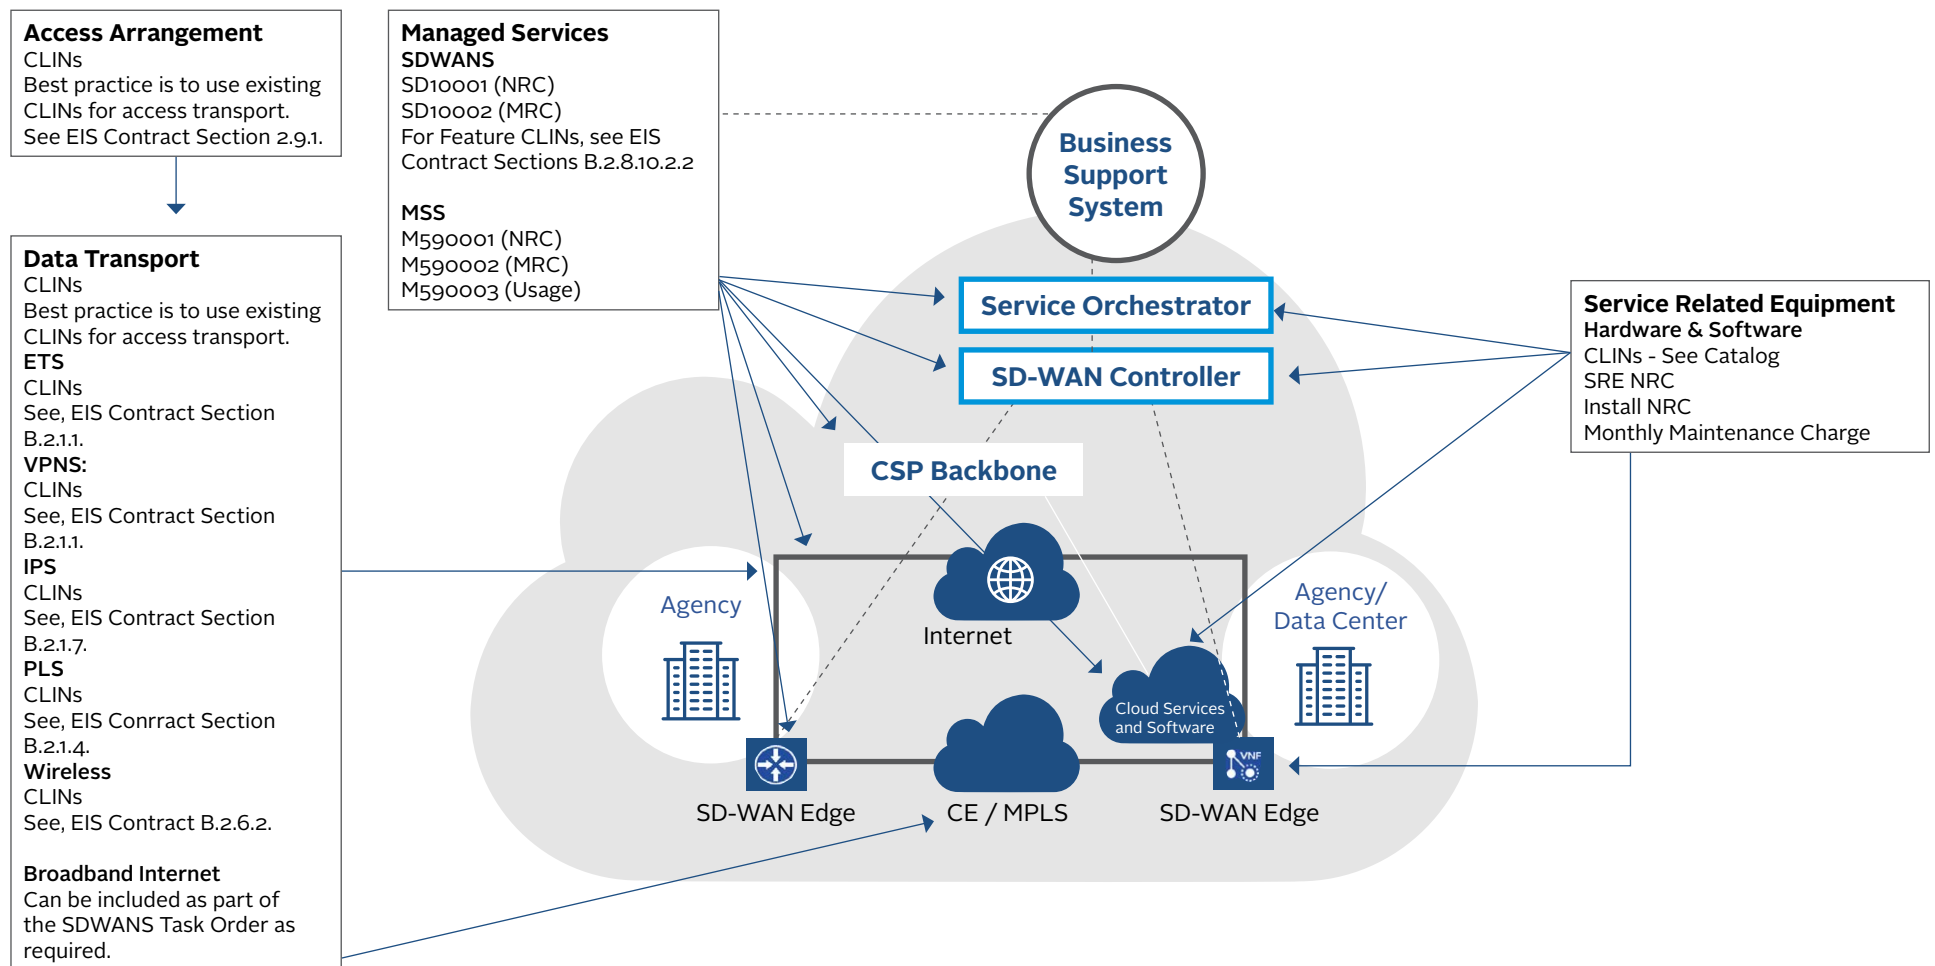 Access Arrangement
CLINs
Best practice is to use existing
CLINs for access transport.
See EIS Contract Section 2.9.1.
Data Transport
CLINs
Best practice is to use existing
CLINs for access transport.
ETS
CLINs
See, EIS Contract Section
B.2.1.1.
VPNS:
CLINs
See, EIS Contract Section
B.2.1.1.
IPS
CLINs
See, EIS Contract Section
B.2.1.7.
PLS
CLINs
See, EIS Conrract Section
B.2.1.4.
Wireless
CLINs
See, EIS Contract B.2.6.2.
Broadband Internet
Can be included as part of
the SDWANS Task Order as
required.
Managed Services
SDWANS
SD10001 (NRC)
SD10002 (MRC)
For Feature CLINs, see EIS
Contract Sections B.2.8.10.2.2
MSS
M590001 (NRC)
M590002 (MRC)
M590003 (Usage)
Business
Support
System
Service Orchestrator
SD-WAN Controller
CSP Backbone
Internet
Agency
Agency/
Data Center
Cloud Services
and Software
VNF
SD-WAN Edge
CE / MPLS
SD-WAN Edge
Service Related Equipment
Hardware & Software
CLINs - See Catalog
SRE NRC
Install NRC
Monthly Maintenance Charge